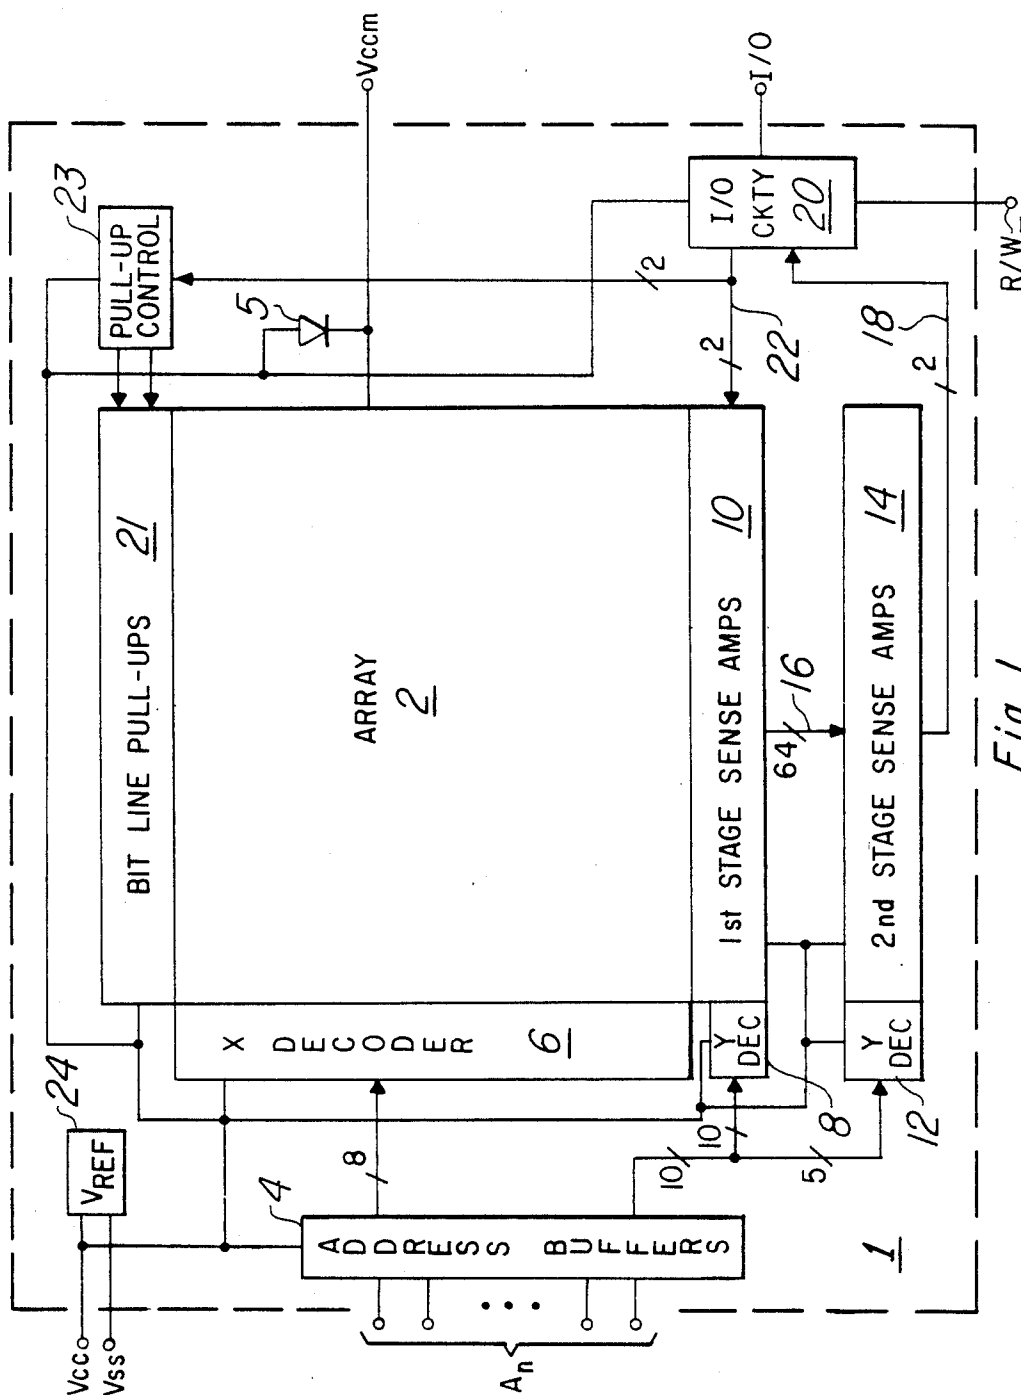 Vcc
Vss
24
VREF
23
PULL-UP
CONTROL
BIT LINE PULL-UPS 21
5
Vccm
X DECODER 6
ARRAY
2
4
ADDRESS BUFFERS
An
8
10
10
5
Y
DEC
8
1st STAGE SENSE AMPS 10
2
2
22
I/O
CKTY
20
I/O
64
16
Y
DEC
12
2nd STAGE SENSE AMPS 14
2
18
R/W_
1
Fig. 1